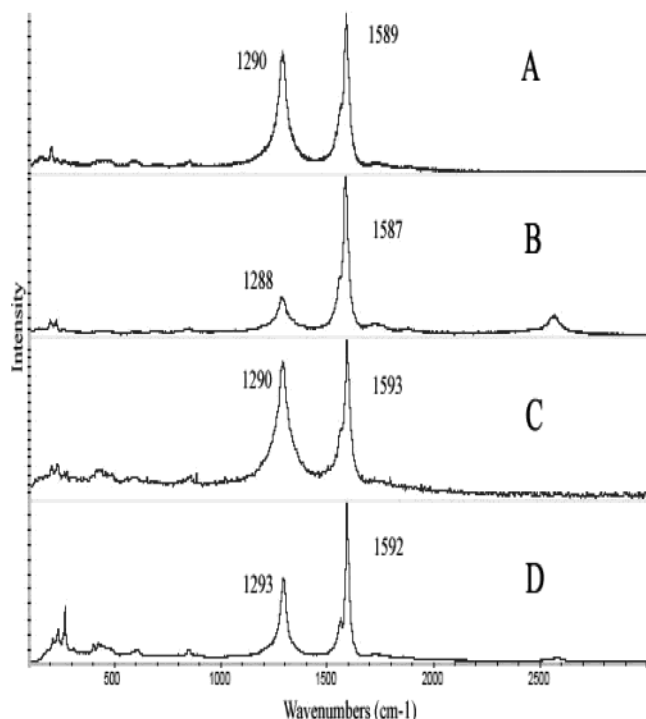 1290 1589 A
1288 1587 B
1290 1593 C
1293 1592 D
Intensity
500 1000 1500 2000 2500
Wavenumbers (cm-1)